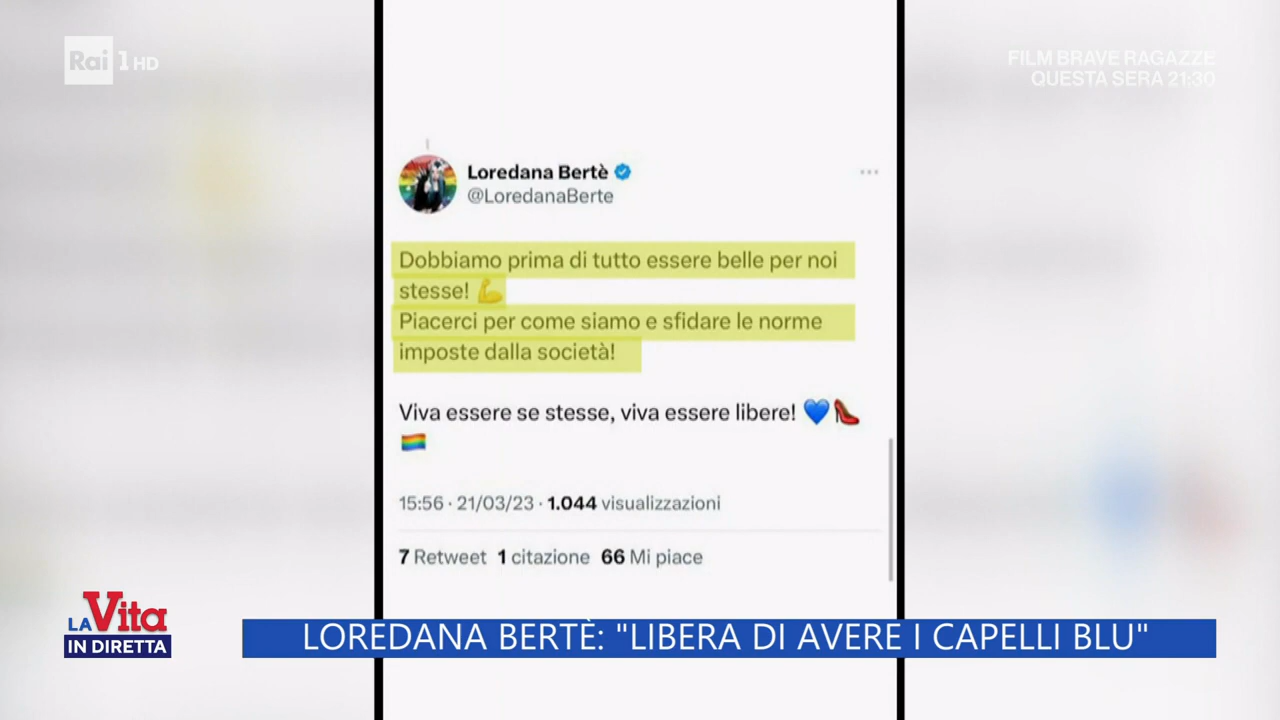 Rai 1 HD
FILM BRAVE RAGAZZE
QUESTA SERA 21:30
Loredana Bertè
@LoredanaBerte
Dobbiamo prima di tutto essere belle per noi
stesse! 💪
Piacerci per come siamo e sfidare le norme
imposte dalla società!
Viva essere se stesse, viva essere libere! 💙👠
🏳️‍🌈
15:56 · 21/03/23 · 1.044 visualizzazioni
7 Retweet 1 citazione 66 Mi piace
LA Vita
IN DIRETTA
LOREDANA BERTÈ: "LIBERA DI AVERE I CAPELLI BLU"